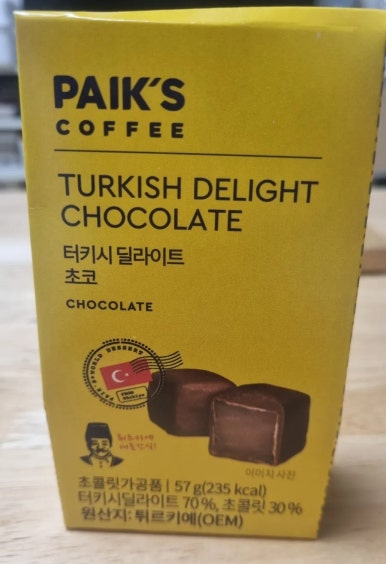 PAIK'S
COFFEE
TURKISH DELIGHT
CHOCOLATE
터키시 딜라이트
초코
CHOCOLATE
이미지 사진
초콜릿가공품 | 57 g(235 kcal)
터키시딜라이트 70%, 초콜릿 30%
원산지: 튀르키예(OEM)